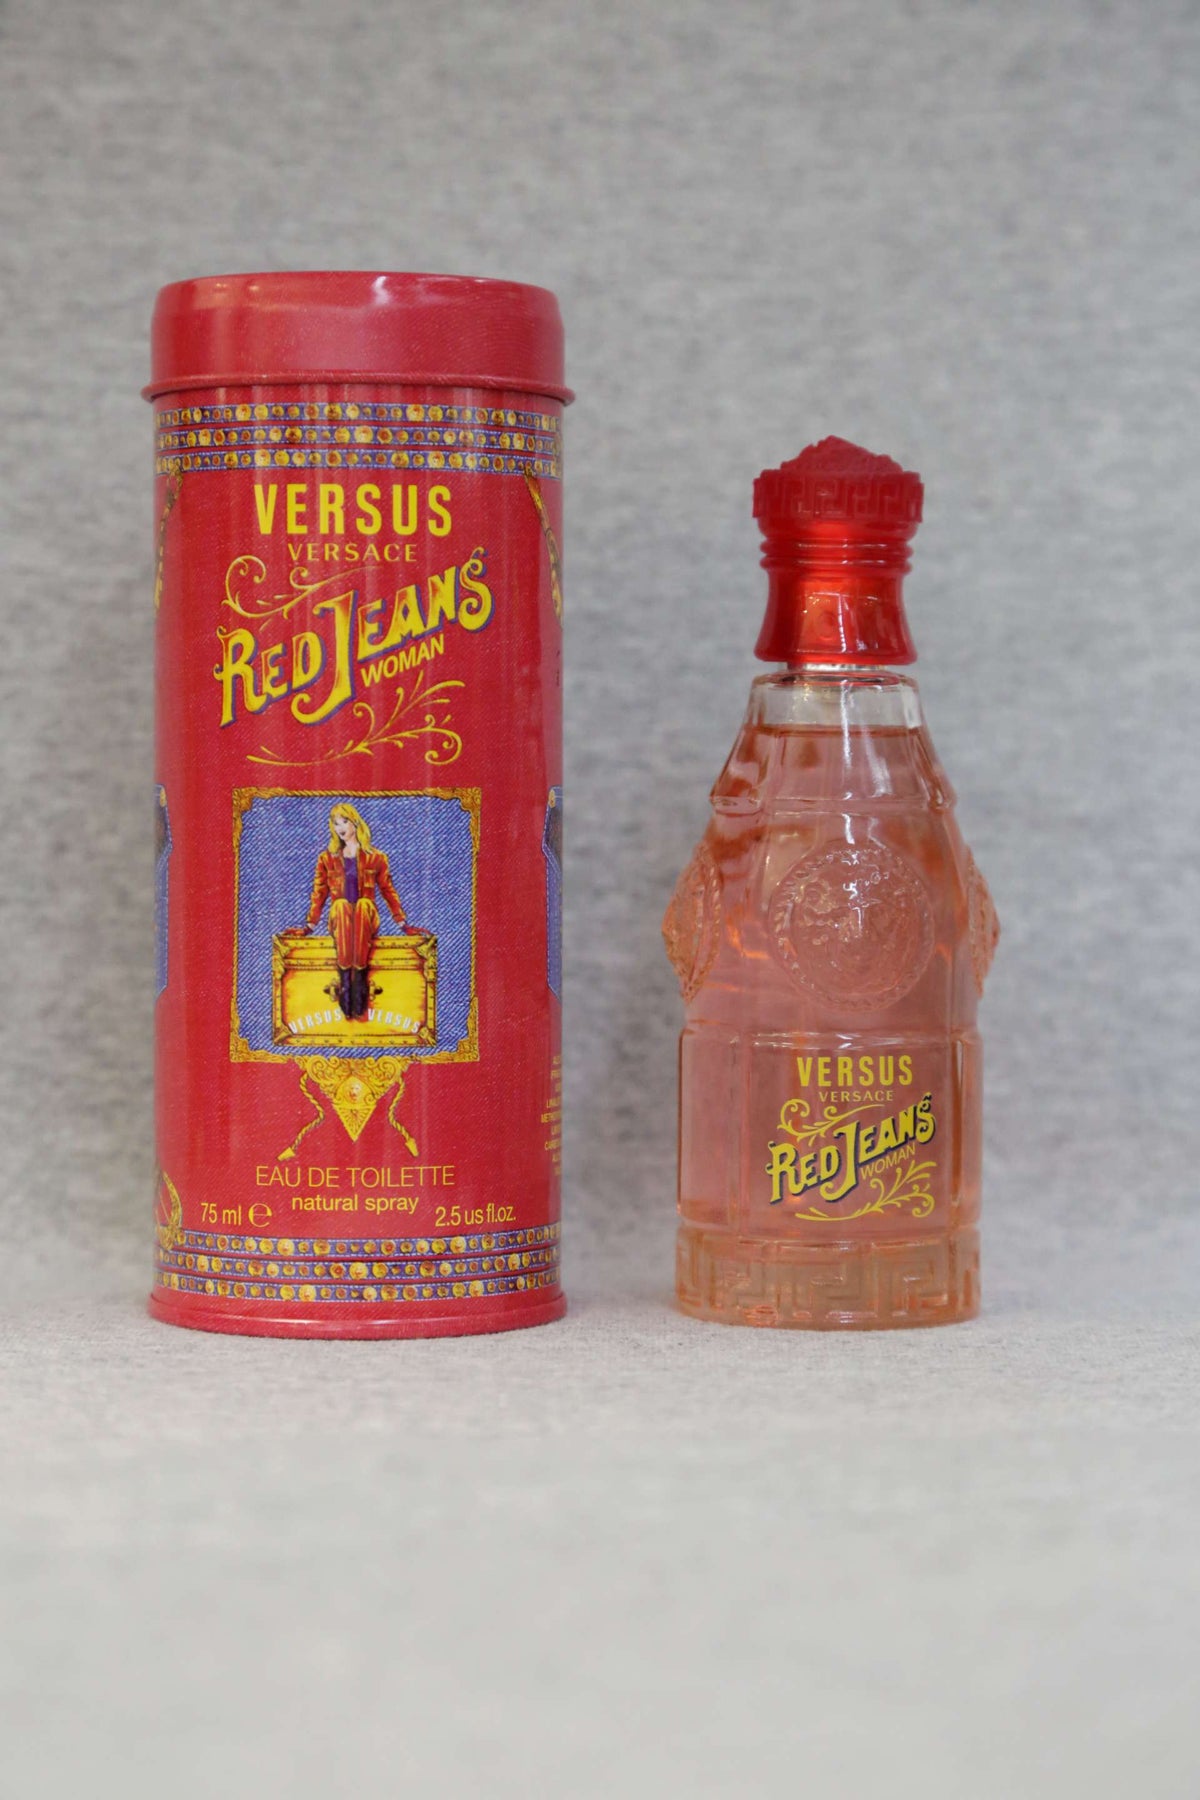 VERSUS
VERSACE
RED JEANS
WOMAN
VERSUS VERSUS
EAU DE TOILETTE
natural spray
75 ml ℮ 2.5 us fl.oz.
VERSUS
VERSACE
RED JEANS
WOMAN